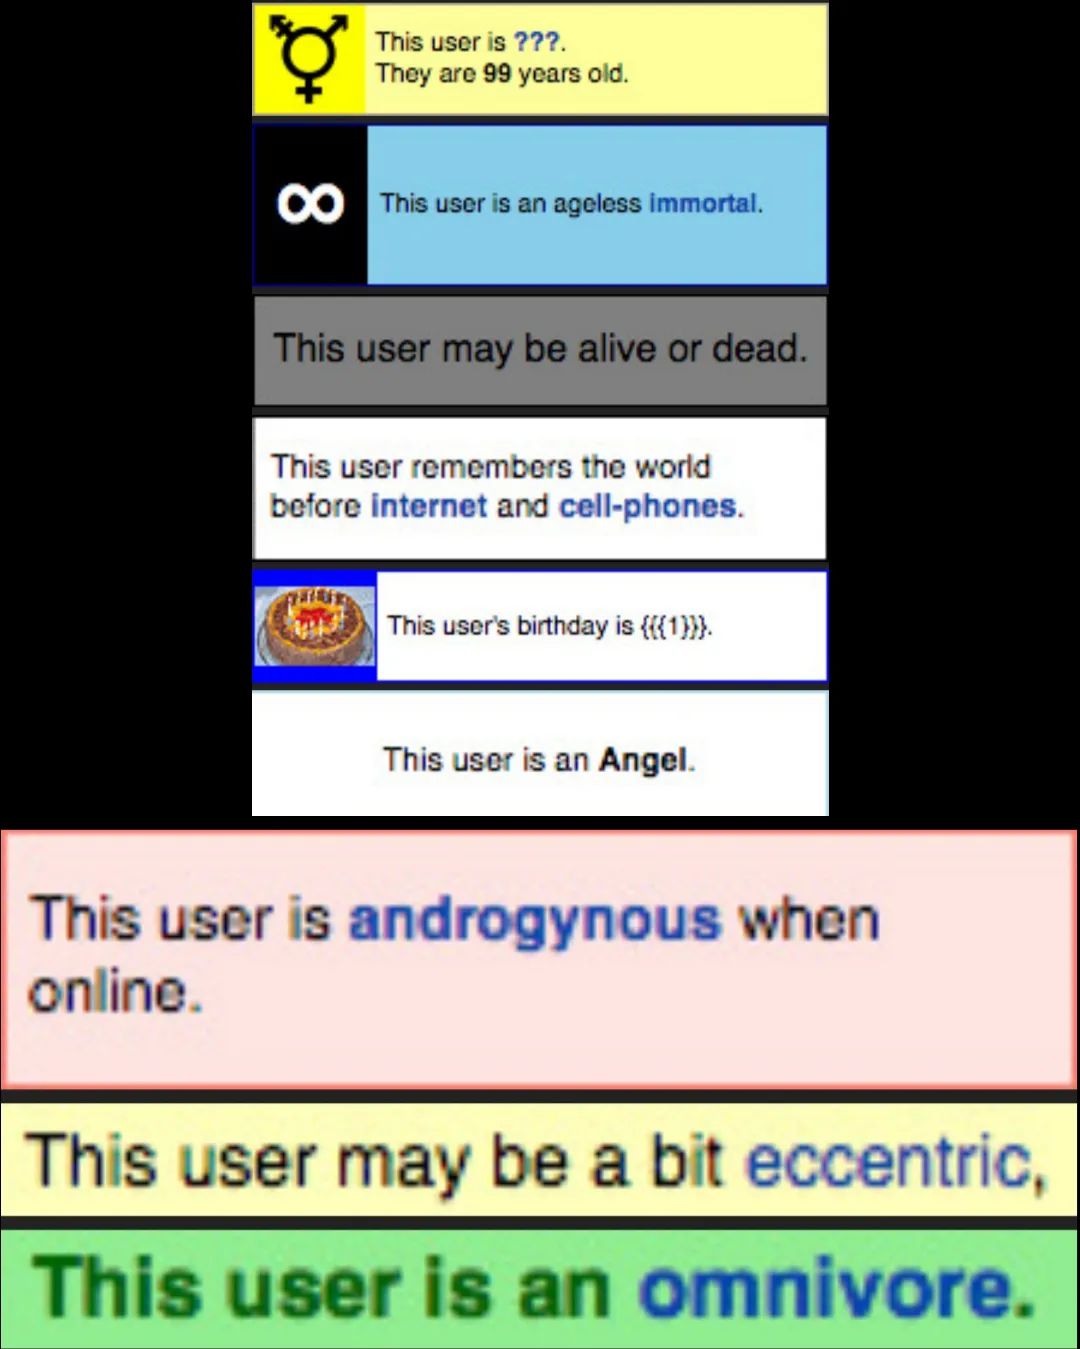 This user is ???.
They are 99 years old.
∞
This user is an ageless immortal.
This user may be alive or dead.
This user remembers the world
before internet and cell-phones.
This user's birthday is {{{1}}}.
This user is an Angel.
This user is androgynous when
online.
This user may be a bit eccentric,
This user is an omnivore.